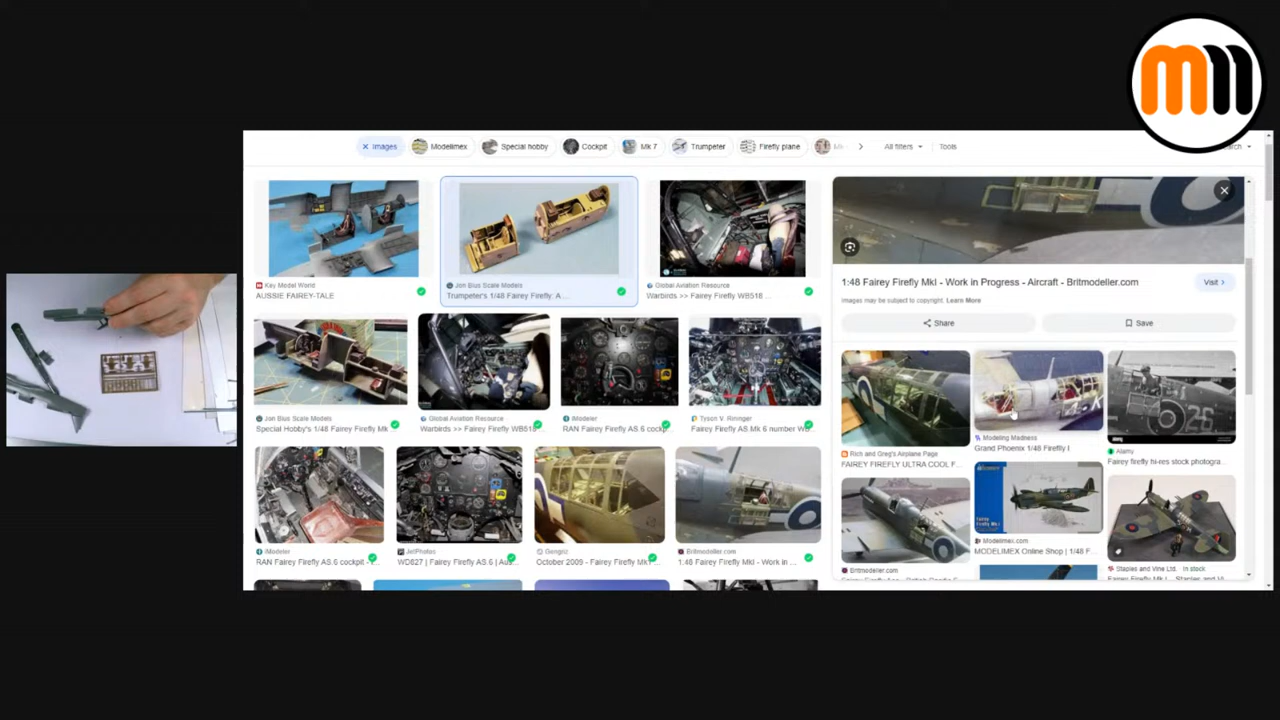 m
Images
Modelimex
Special hobby
Cockpit
Mk 7
Trumpeter
Firefly plane
All filters
Tools
Key Model World
AUSSIE FAIREY-TALE
Jon Bius Scale Models
Trumpeter's 1/48 Fairey Firefly: A ...
Global Aviation Resource
Warbirds >> Fairey Firefly WB518 ...
Jon Bius Scale Models
Special Hobby's 1/48 Fairey Firefly Mk
Global Aviation Resource
Warbirds >> Fairey Firefly WB518
iModeler
RAN Fairey Firefly AS.6 cockp...
Tyson V. Rininger
Fairey Firefly AS.Mk 6 number WB...
iModeler
RAN Fairey Firefly AS.6 cockpit - ...
JetPhotos
WD827 | Fairey Firefly AS.6 | Aus...
October 2009 - Fairey Firefly Mk1
Britmodeller.com
1:48 Fairey Firefly MkI - Work in ...
1:48 Fairey Firefly MkI - Work in Progress - Aircraft - Britmodeller.com
Visit
Images may be subject to copyright. Learn More
Share
Save
Rich and Greg's Airplane Page
FAIREY FIREFLY ULTRA COOL F...
Modeling Madness
Grand Phoenix 1/48 Firefly I
Alamy
Fairey firefly hi-res stock photogra...
Britmodeller.com
Modelimex.com
MODELIMEX Online Shop | 1/48 F...
Staples and Vine Ltd. In stock